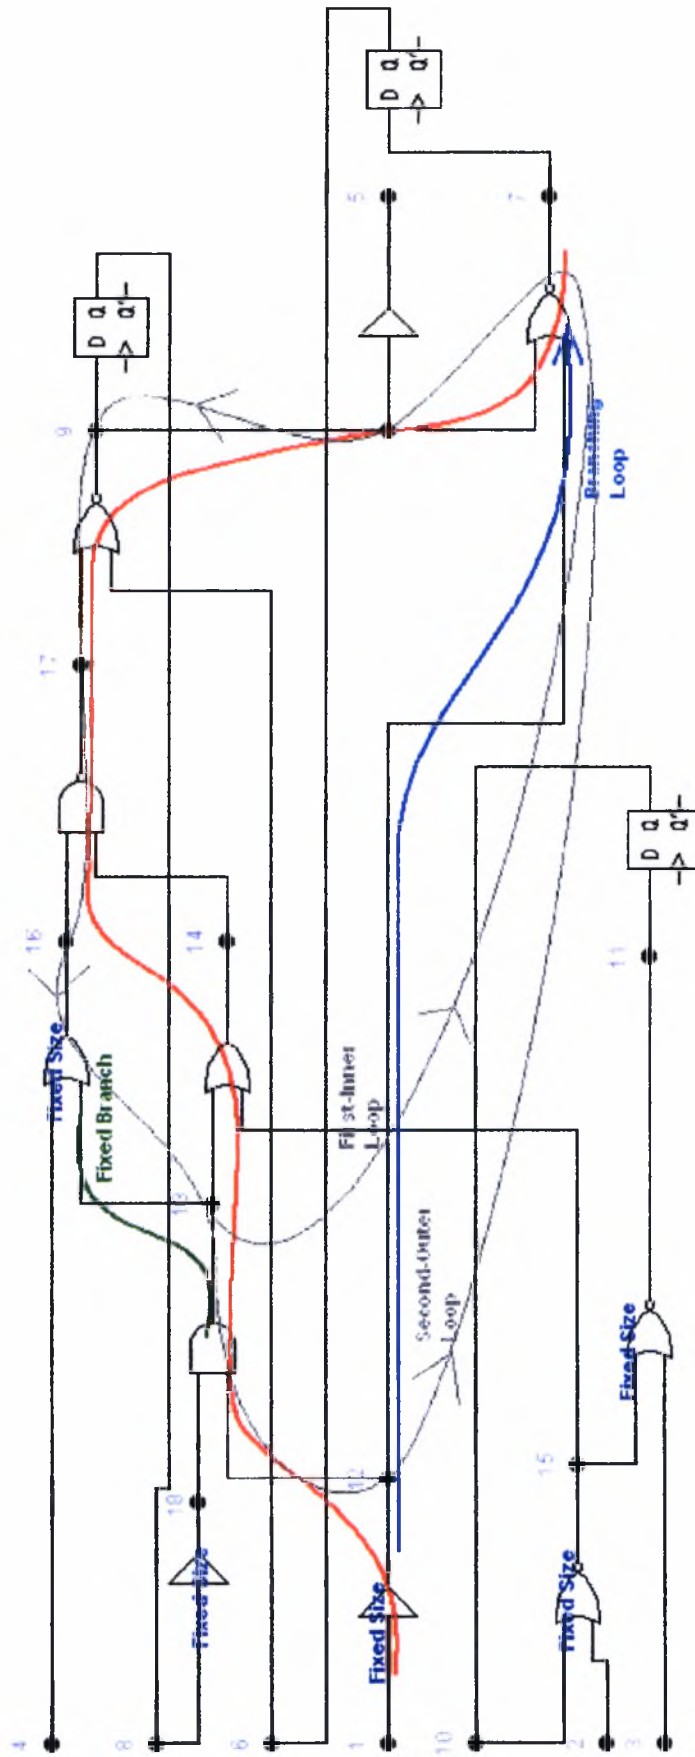 4
8
6
1
10
2
3
Fixed Size
18
Fixed Size
Fixed Size
12
15
Fixed Size
13
Fixed Branch
Fixed Size
16
14
First-Inner
Loop
Second-Outer
Loop
11
D Q
Q'
17
9
D Q
Q'
Branching
Loop
5
7
D Q
Q'